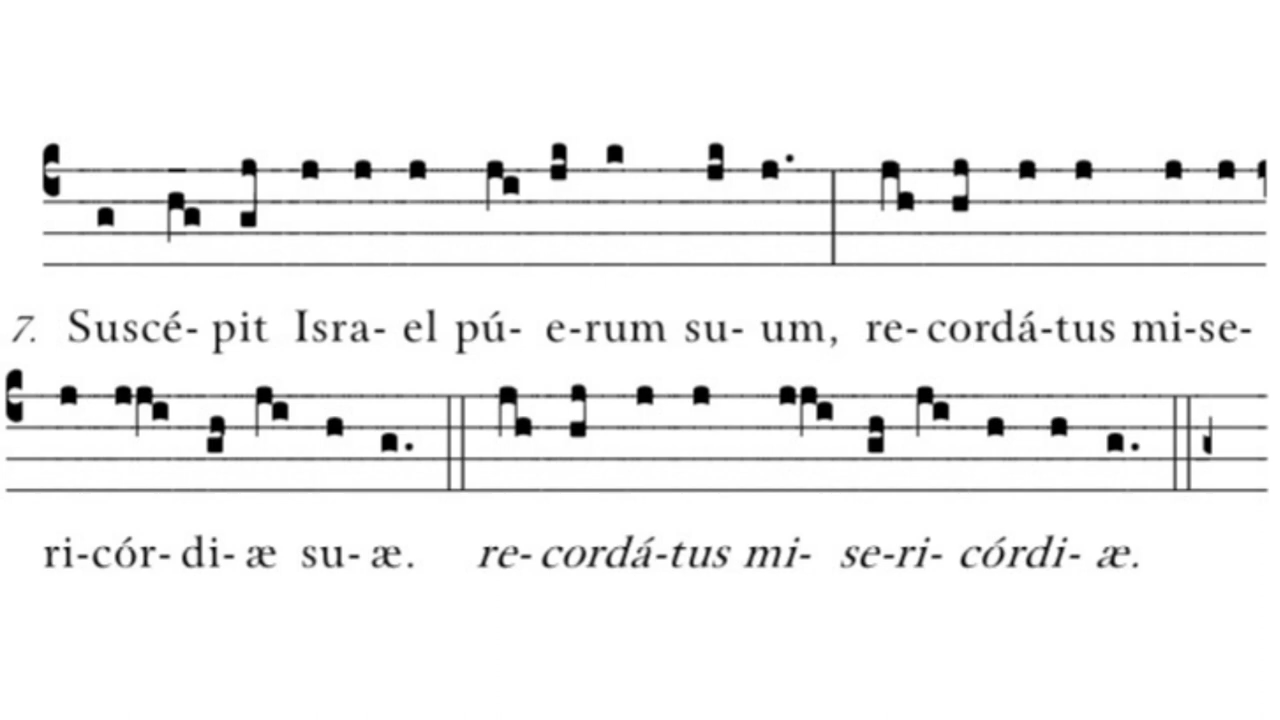 7. Suscé- pit Isra- el pú- e-rum su- um, re- cordá-tus mi-se-
ri-cór- di- æ su- æ. re- cordá-tus mi- se-ri- córdi- æ.